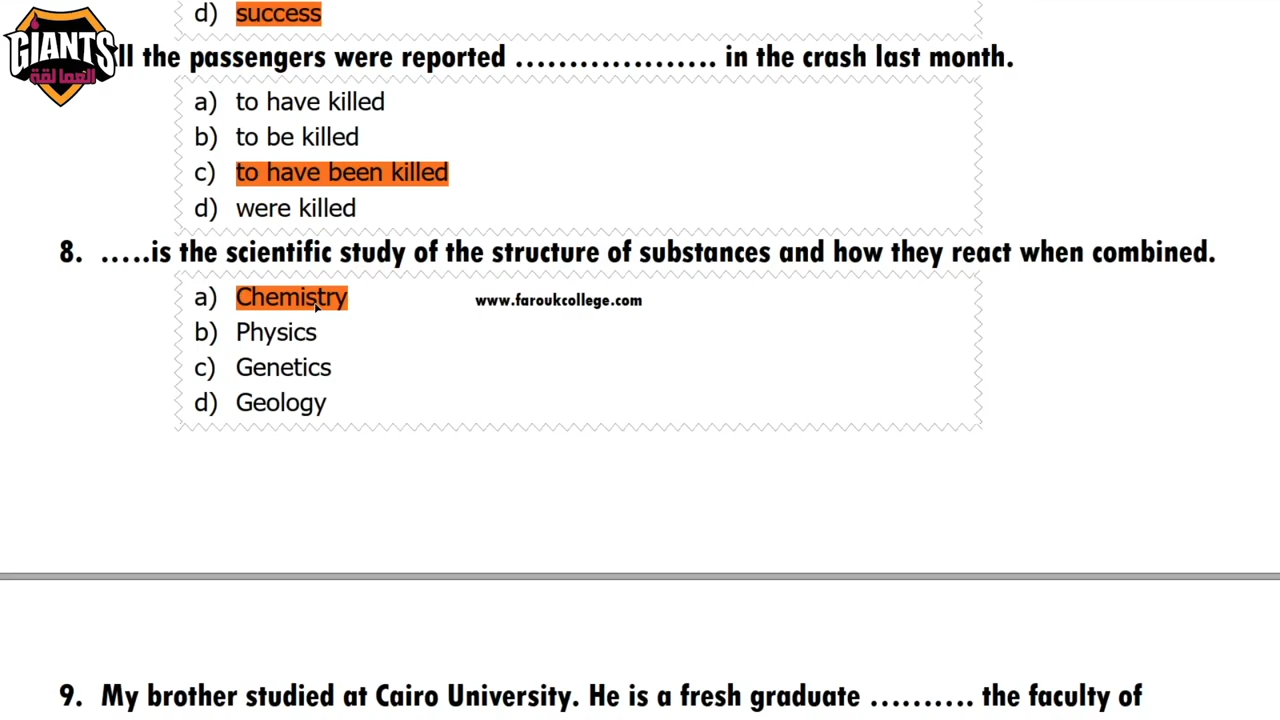 d) success
GIANTS
العمالقة
ll the passengers were reported ................... in the crash last month.
a) to have killed
b) to be killed
c) to have been killed
d) were killed
8. .....is the scientific study of the structure of substances and how they react when combined.
a) Chemistry
www.faroukcollege.com
b) Physics
c) Genetics
d) Geology
9. My brother studied at Cairo University. He is a fresh graduate .......... the faculty of